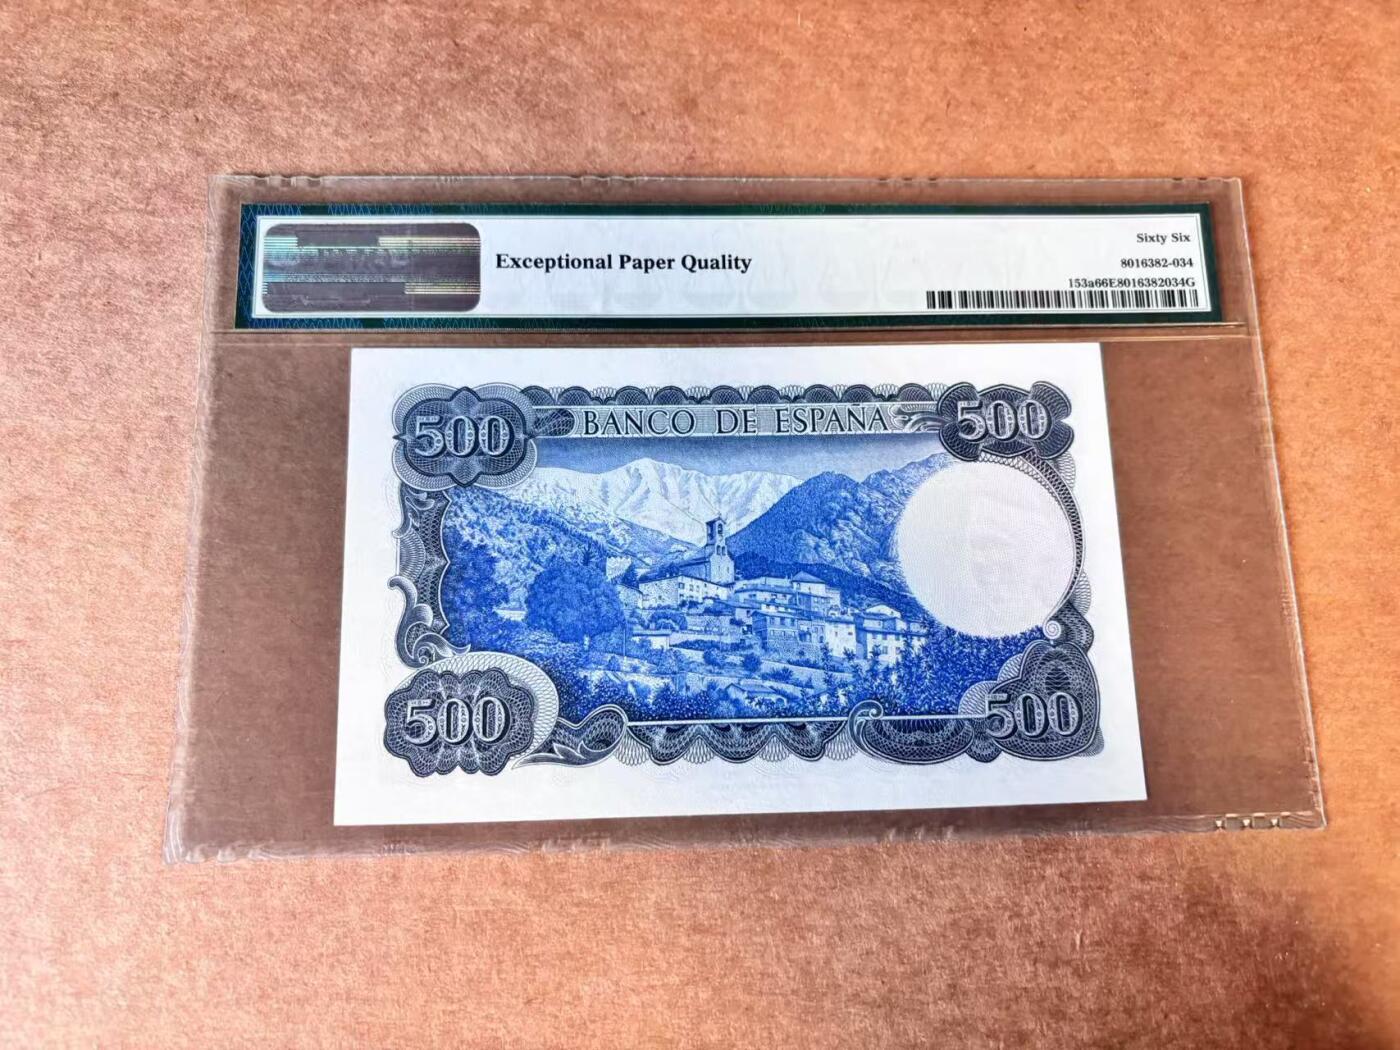 Exceptional Paper Quality
Sixty Six
8016382-034
153a66E8016382034G
500
BANCO DE ESPAÑA
500
500
500